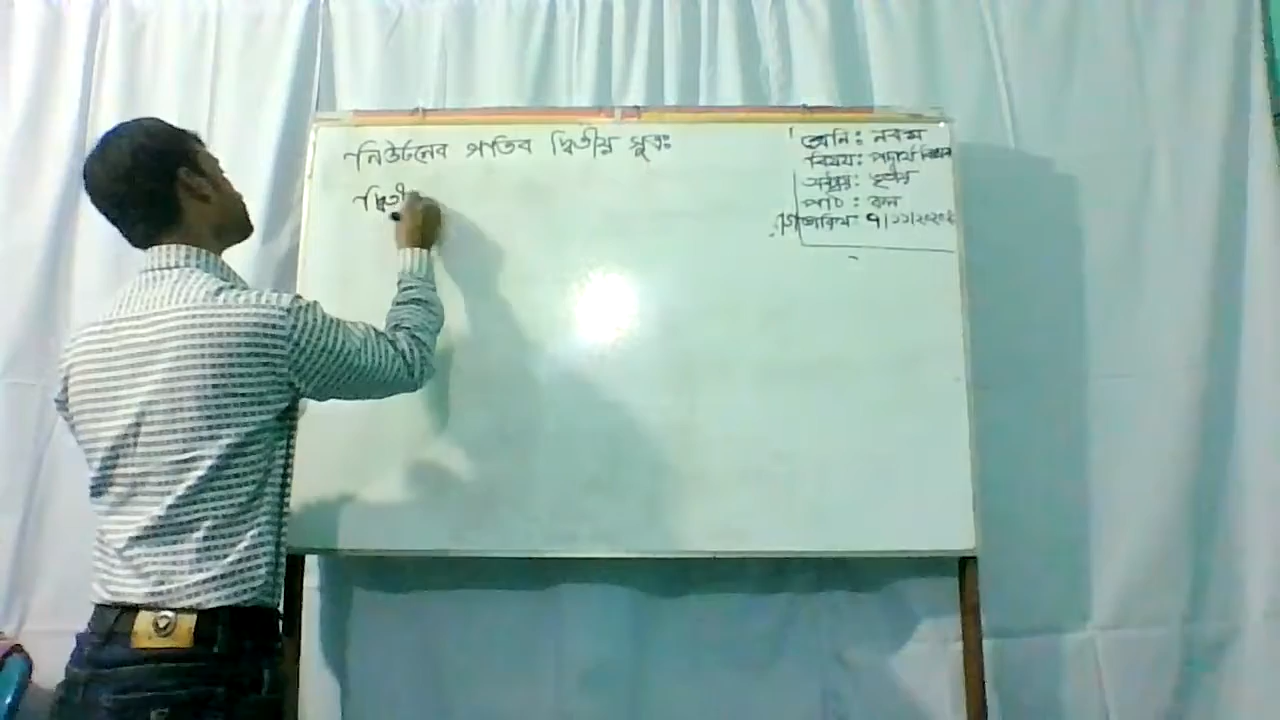 নিউটনের গতির দ্বিতীয় সূত্রঃ
দ্বিতী
শ্রেনি : নবম
বিষয় : পদার্থ বিজ্ঞান
অধ্যায় : তৃতীয়
পাঠ : বল
তারিখ